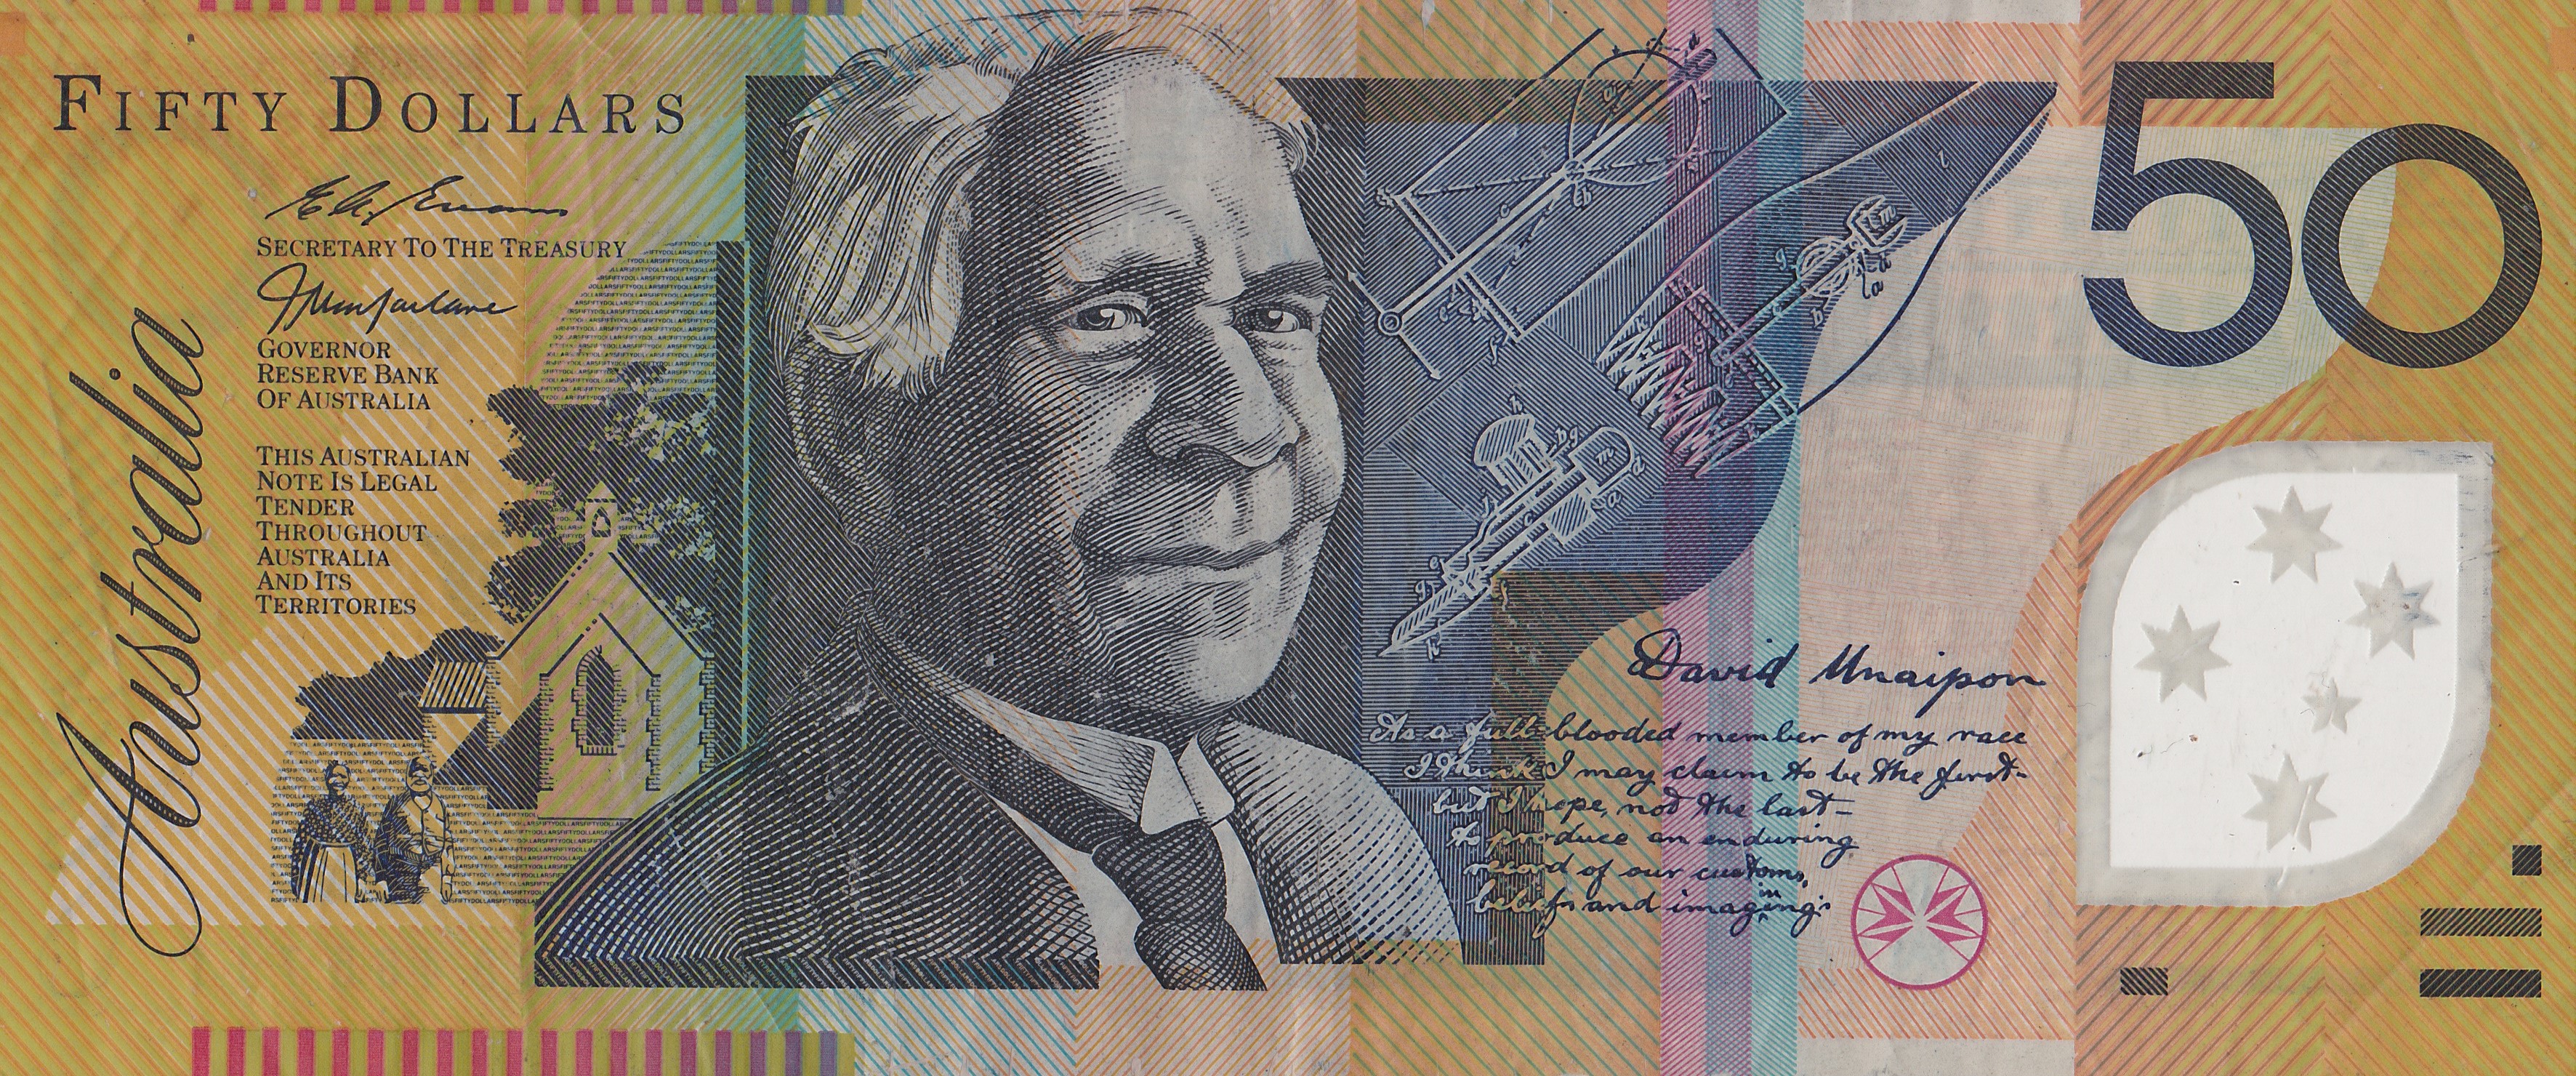 FIFTY DOLLARS
E A. Evans
SECRETARY TO THE TREASURY
I J Macfarlane
GOVERNOR
RESERVE BANK
OF AUSTRALIA
THIS AUSTRALIAN
NOTE IS LEGAL
TENDER
THROUGHOUT
AUSTRALIA
AND ITS
TERRITORIES
Australia
50
David Unaipon
As a full-blooded member of my race
I think I may claim to be the first-
but I hope, not the last-
to produce an enduring
record of our customs,
beliefs and imaginings